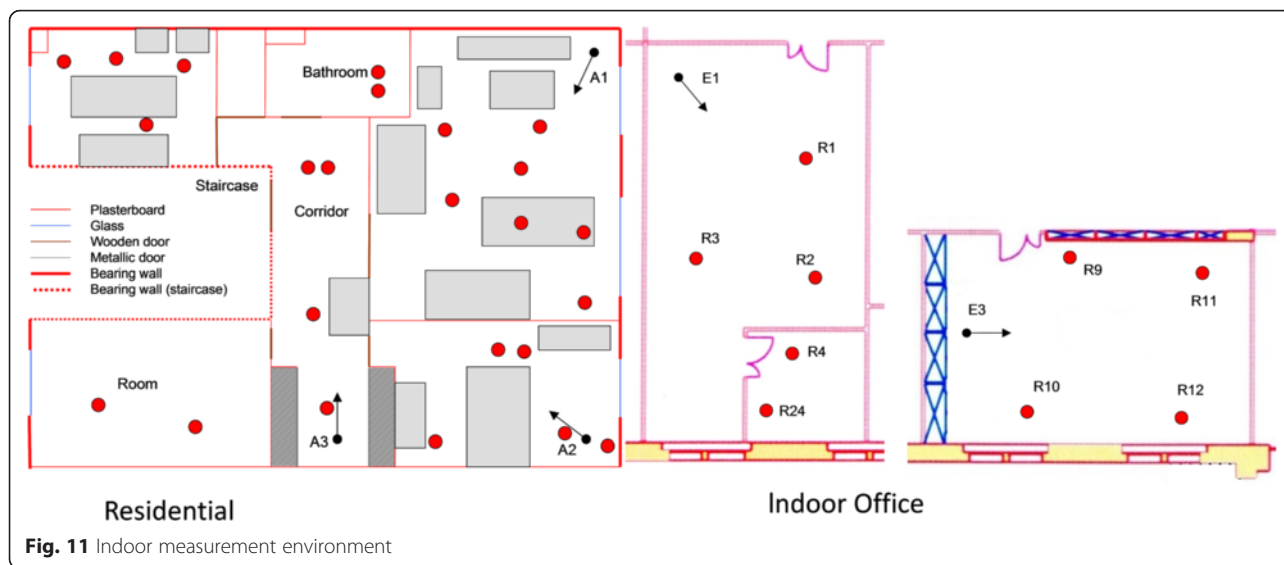 Bathroom
A1
Staircase
Corridor
Plasterboard
Glass
Wooden door
Metallic door
Bearing wall
Bearing wall (staircase)
Room
A3
A2
E1
R1
R3
R2
R4
R24
R9
R11
E3
R10
R12
Residential
Indoor Office
Fig. 11 Indoor measurement environment